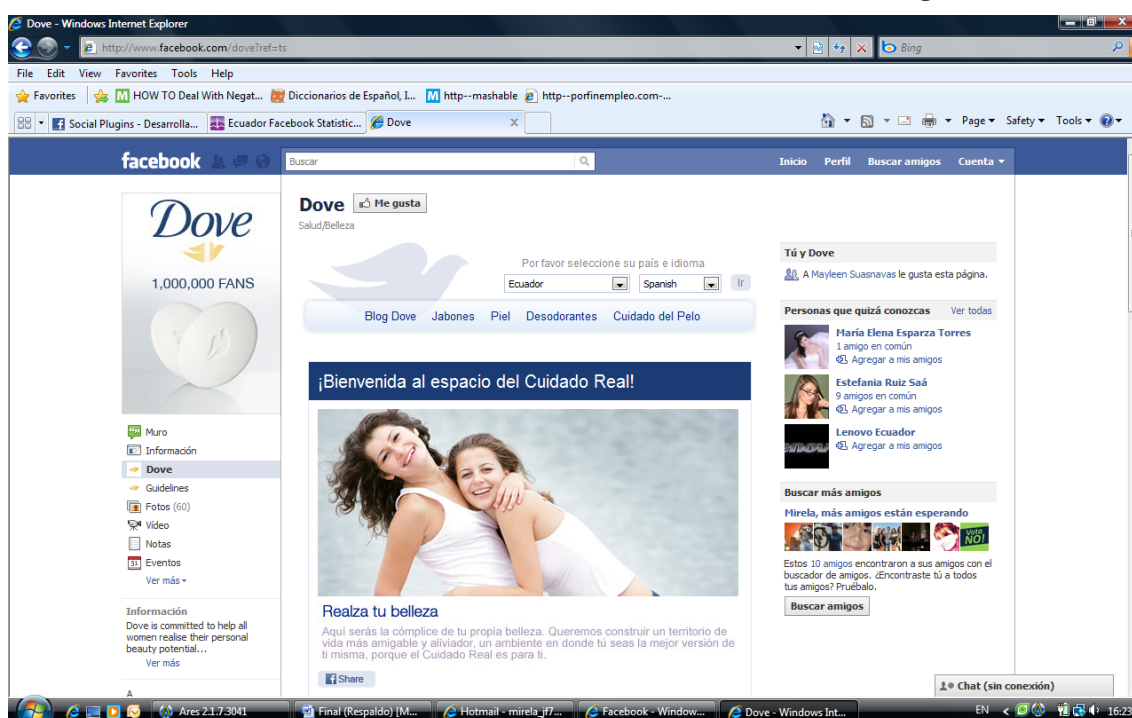 Dove - Windows Internet Explorer
http://www.facebook.com/dove?ref=ts
Bing
File Edit View Favorites Tools Help
Favorites HOW TO Deal With Negat... Diccionarios de Español, I... http--mashable http--porfinempleo.com--...
Social Plugins - Desarrolla... Ecuador Facebook Statistic... Dove x Page Safety Tools
facebook Buscar Inicio Perfil Buscar amigos Cuenta
Dove
1,000,000 FANS
Muro
Información
Dove
Guidelines
Fotos (60)
Vídeo
Notas
31 Eventos
Ver más
Información
Dove is committed to help all
women realise their personal
beauty potential...
Ver más
A
Dove Me gusta
Salud/Belleza
Por favor seleccione su país e idioma
Ecuador Spanish Ir
Blog Dove Jabones Piel Desodorantes Cuidado del Pelo
¡Bienvenida al espacio del Cuidado Real!
Realza tu belleza
Aquí serás la cómplice de tu propia belleza. Queremos construir un territorio de
vida más amigable y aliviador, un ambiente en donde tú seas la mejor versión de
ti misma, porque el Cuidado Real es para ti.
Share
Tú y Dove
A Mayleen Suasnavas le gusta esta página.
Personas que quizá conozcas Ver todas
María Elena Esparza Torres
1 amigo en común
Agregar a mis amigos
Estefania Ruiz Saá
9 amigos en común
Agregar a mis amigos
Lenovo Ecuador
Agregar a mis amigos
Buscar más amigos
Mirela, más amigos están esperando
Vota
NO!
Estos 10 amigos encontraron a sus amigos con el
buscador de amigos. ¿Encontraste tú a todos
tus amigos? Pruébalo.
Buscar amigos
Chat (sin conexión)
Ares 2.1.7.3041 Final (Respaldo) [M... Hotmail - mirela_jf7... Facebook - Window... Dove - Windows Int... EN 16:23